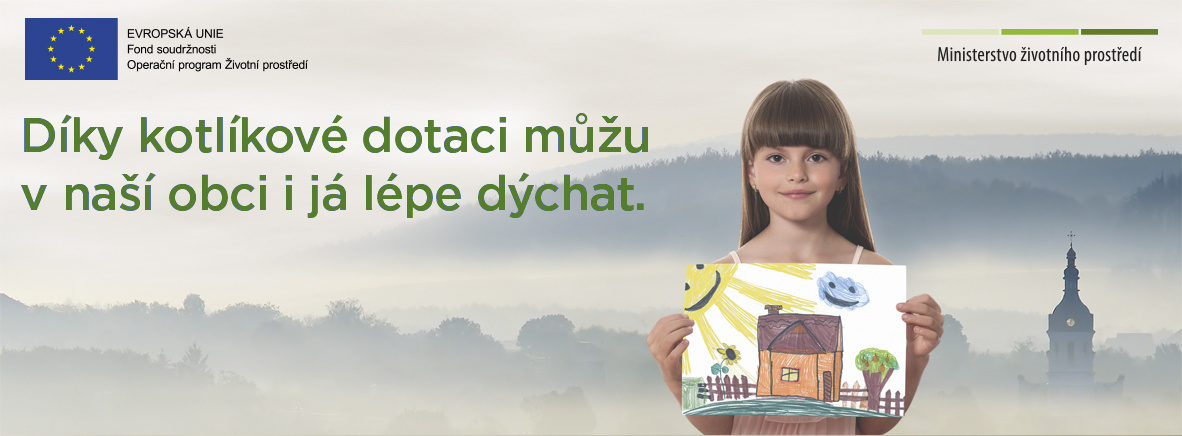 EVROPSKÁ UNIE
Fond soudržnosti
Operační program Životní prostředí
Ministerstvo životního prostředí
Díky kotlíkové dotaci můžu
v naší obci i já lépe dýchat.